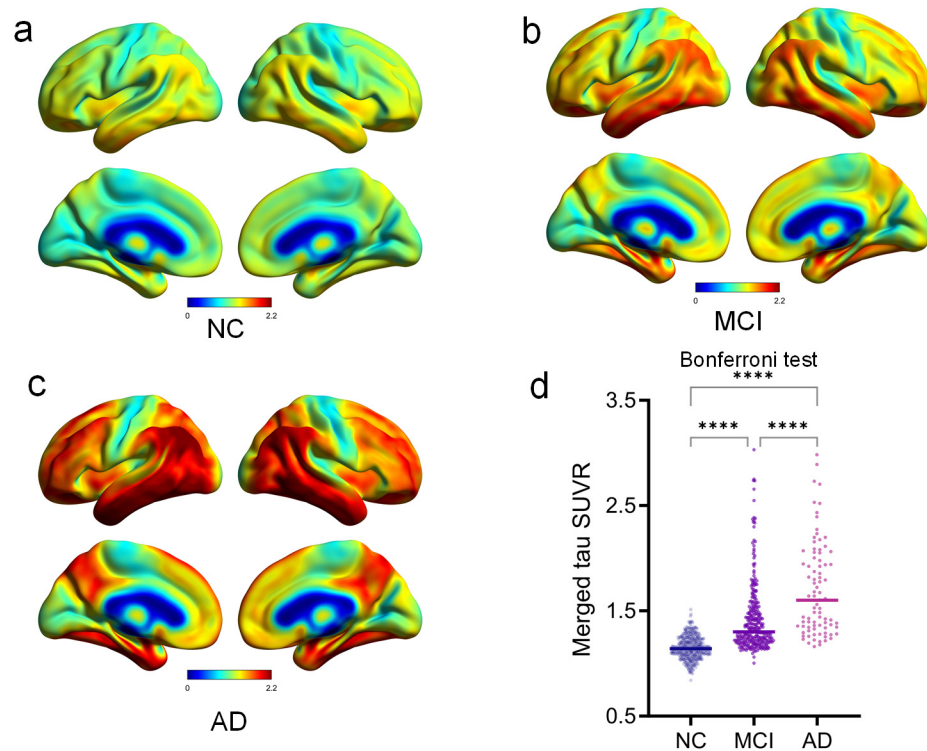 a
0 2.2
NC
b
0 2.2
MCI
c
0 2.2
AD
d
Bonferroni test
****
**** ****
Merged tau SUVR
3.5
2.5
1.5
0.5
NC MCI AD